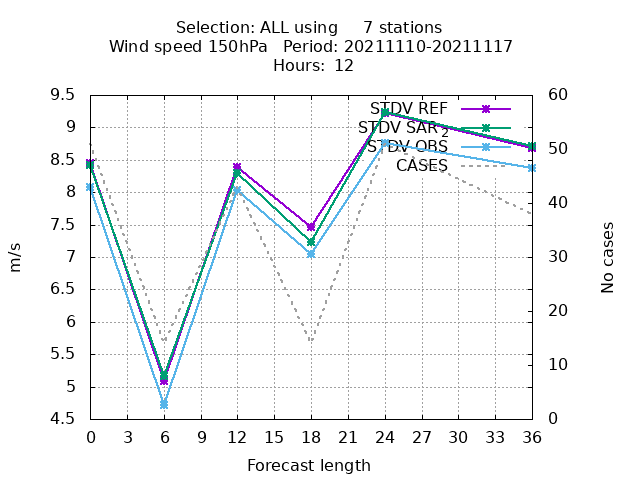 Selection: ALL using 7 stations
Wind speed 150hPa Period: 20211110-20211117
Hours: 12
STDV REF
STDV SAR 2
STDV OBS
CASES
9.5
9
8.5
8
7.5
7
6.5
6
5.5
5
4.5
60
50
40
30
20
10
0
m/s
No cases
0 3 6 9 12 15 18 21 24 27 30 33 36
Forecast length